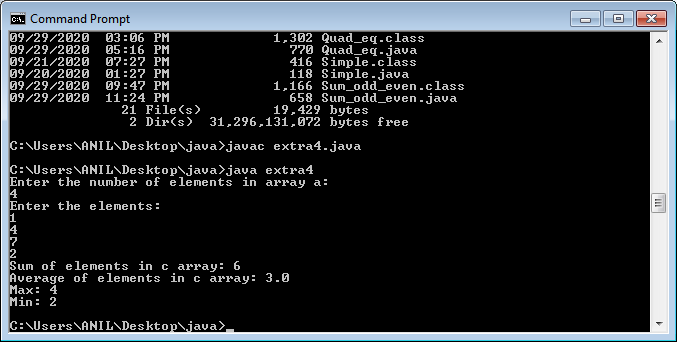 Command Prompt
09/29/2020  03:06 PM             1,302 Quad_eq.class
09/29/2020  05:16 PM               770 Quad_eq.java
09/21/2020  07:27 PM               416 Simple.class
09/20/2020  01:27 PM               118 Simple.java
09/29/2020  09:47 PM             1,166 Sum_odd_even.class
09/29/2020  11:24 PM               658 Sum_odd_even.java
              21 File(s)         19,429 bytes
               2 Dir(s)  31,296,131,072 bytes free
C:\Users\ANIL\Desktop\java>javac extra4.java
C:\Users\ANIL\Desktop\java>java extra4
Enter the number of elements in array a:
4
Enter the elements:
1
4
7
2
Sum of elements in c array: 6
Average of elements in c array: 3.0
Max: 4
Min: 2
C:\Users\ANIL\Desktop\java>_